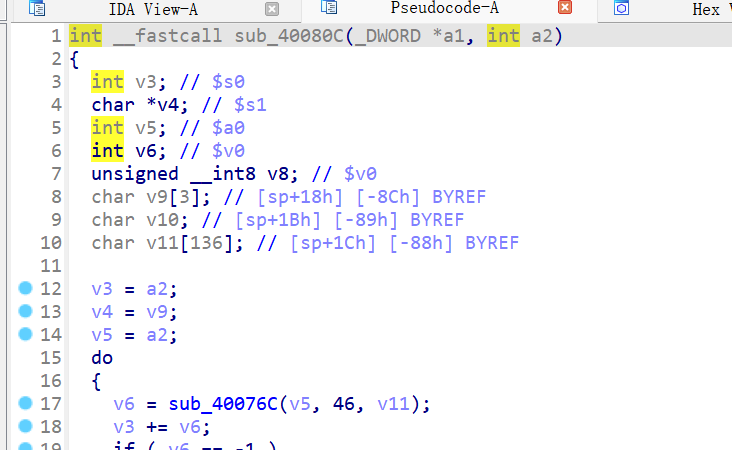 IDA View-A Pseudocode-A Hex V
1 int __fastcall sub_40080C(_DWORD *a1, int a2)
2 {
3 int v3; // $s0
4 char *v4; // $s1
5 int v5; // $a0
6 int v6; // $v0
7 unsigned __int8 v8; // $v0
8 char v9[3]; // [sp+18h] [-8Ch] BYREF
9 char v10; // [sp+1Bh] [-89h] BYREF
10 char v11[136]; // [sp+1Ch] [-88h] BYREF
11
12 v3 = a2;
13 v4 = v9;
14 v5 = a2;
15 do
16 {
17 v6 = sub_40076C(v5, 46, v11);
18 v3 += v6;
19 if ( v6 == -1 )